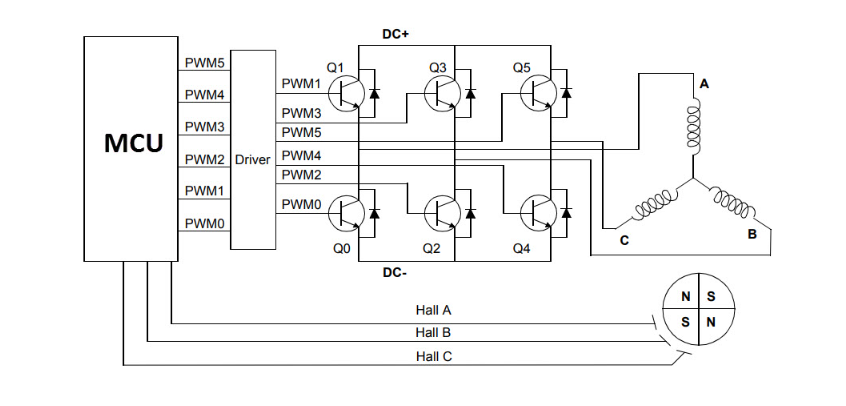 DC+
Q1
Q3
Q5
PWM5
PWM4
PWM3
PWM2
PWM1
PWM0
MCU
Driver
PWM1
PWM3
PWM5
PWM4
PWM2
PWM0
Q0
Q2
Q4
DC-
A
C
B
Hall A
Hall B
Hall C
N S
S N